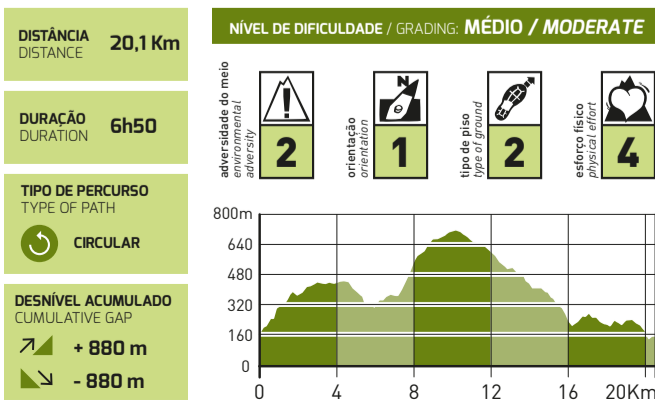 DISTÂNCIA
DISTANCE
20,1 Km
DURAÇÃO
DURATION
6h50
TIPO DE PERCURSO
TYPE OF PATH
CIRCULAR
DESNÍVEL ACUMULADO
CUMULATIVE GAP
+ 880 m
- 880 m
NÍVEL DE DIFICULDADE / GRADING: MÉDIO / MODERATE
adversidade do meio
environmental
adversity
2
orientação
orientation
N
1
tipo de piso
type of ground
2
esforço físico
physical effort
4
800m
640
480
320
160
0
0 4 8 12 16 20Km